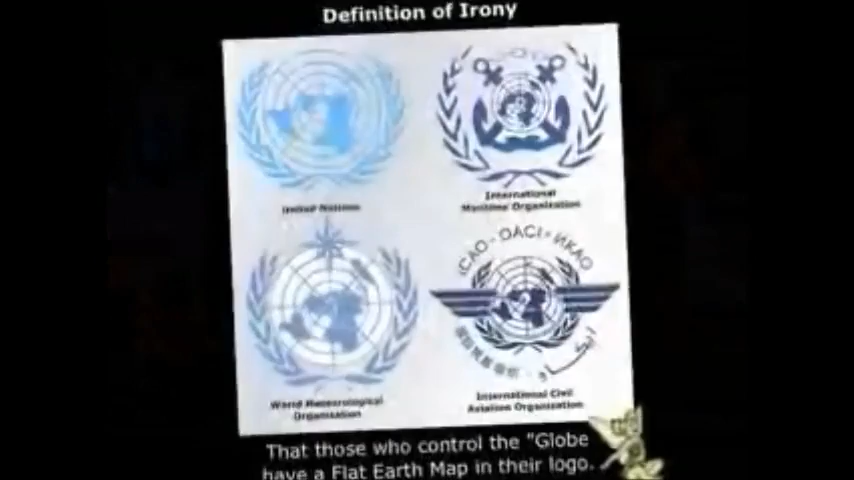 Definition of Irony
United Nations
International
Maritime Organization
ICAO · OACI · ИКАО
World Meteorological
Organization
International Civil
Aviation Organization
That those who control the "Globe
have a Flat Earth Map in their logo.